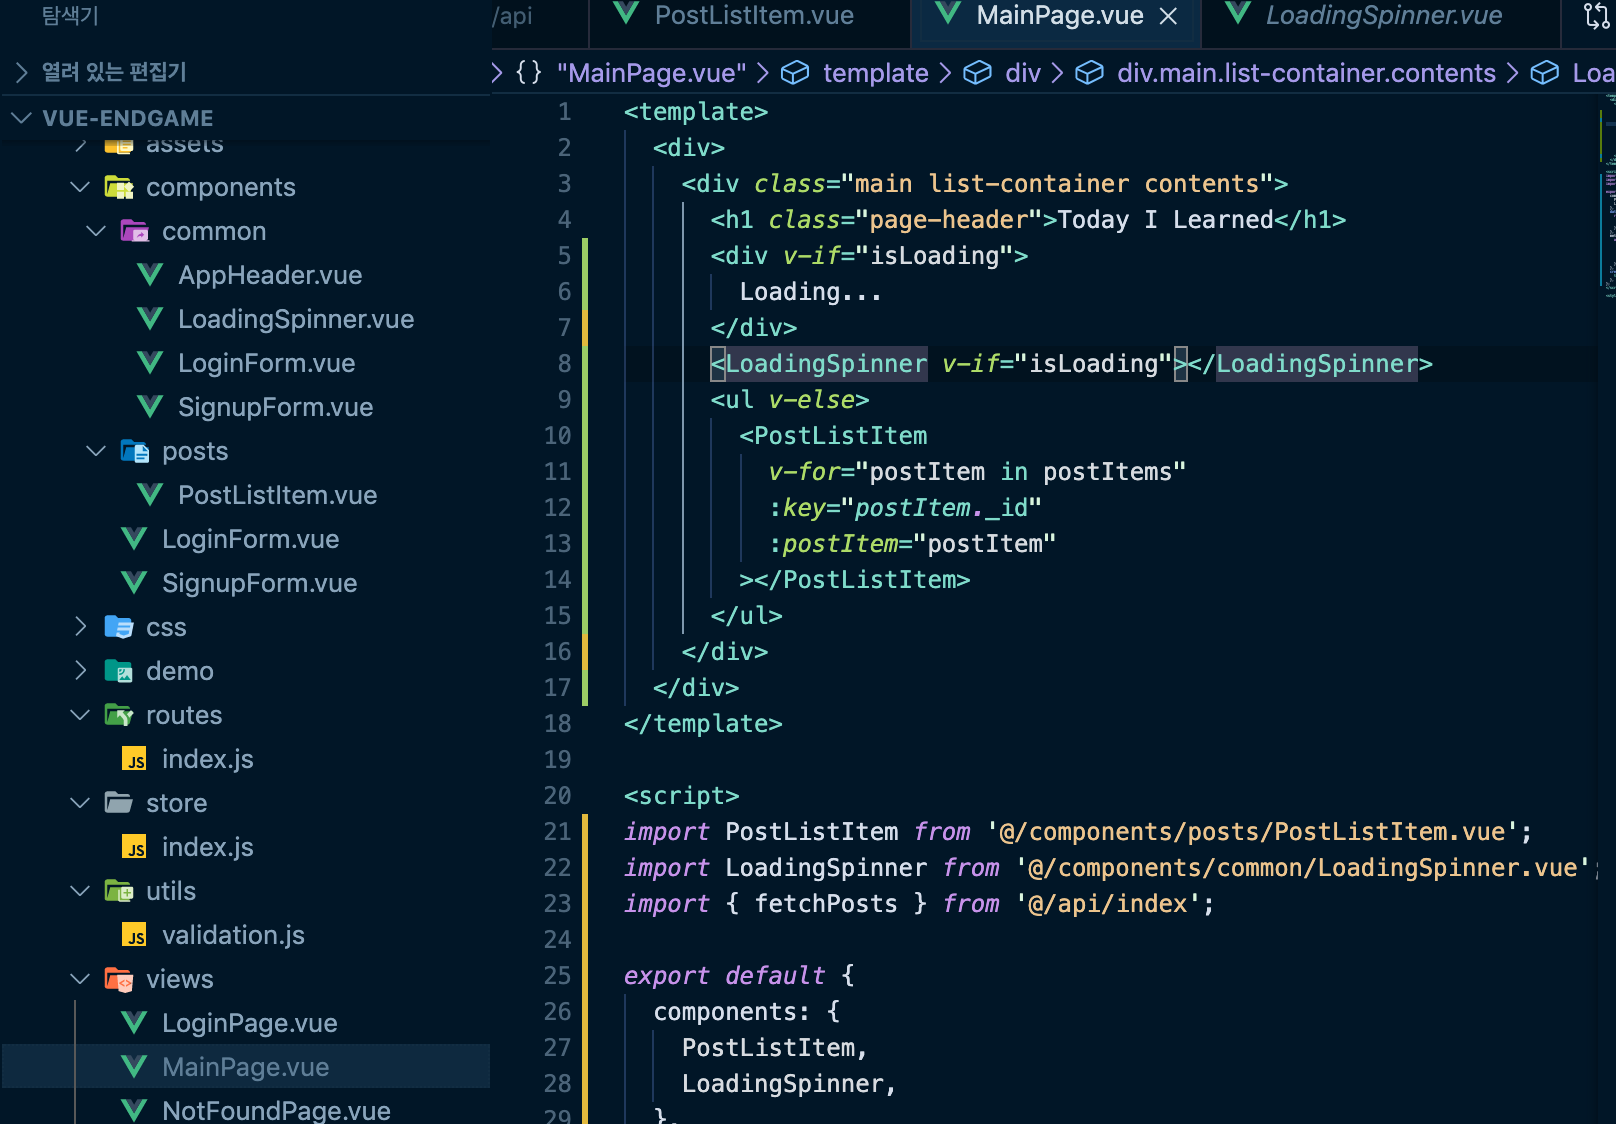 탐색기
열려 있는 편집기
VUE-ENDGAME
assets
components
common
AppHeader.vue
LoadingSpinner.vue
LoginForm.vue
SignupForm.vue
posts
PostListItem.vue
LoginForm.vue
SignupForm.vue
css
demo
routes
JS index.js
store
JS index.js
utils
JS validation.js
views
LoginPage.vue
MainPage.vue
NotFoundPage.vue
/api PostListItem.vue MainPage.vue LoadingSpinner.vue
{} "MainPage.vue" > template > div > div.main.list-container.contents > Loa
1 <template>
2 <div>
3 <div class="main list-container contents">
4 <h1 class="page-header">Today I Learned</h1>
5 <div v-if="isLoading">
6 Loading...
7 </div>
8 <LoadingSpinner v-if="isLoading"></LoadingSpinner>
9 <ul v-else>
10 <PostListItem
11 v-for="postItem in postItems"
12 :key="postItem._id"
13 :postItem="postItem"
14 ></PostListItem>
15 </ul>
16 </div>
17 </div>
18 </template>
19
20 <script>
21 import PostListItem from '@/components/posts/PostListItem.vue';
22 import LoadingSpinner from '@/components/common/LoadingSpinner.vue';
23 import { fetchPosts } from '@/api/index';
24
25 export default {
26 components: {
27 PostListItem,
28 LoadingSpinner,
29 },